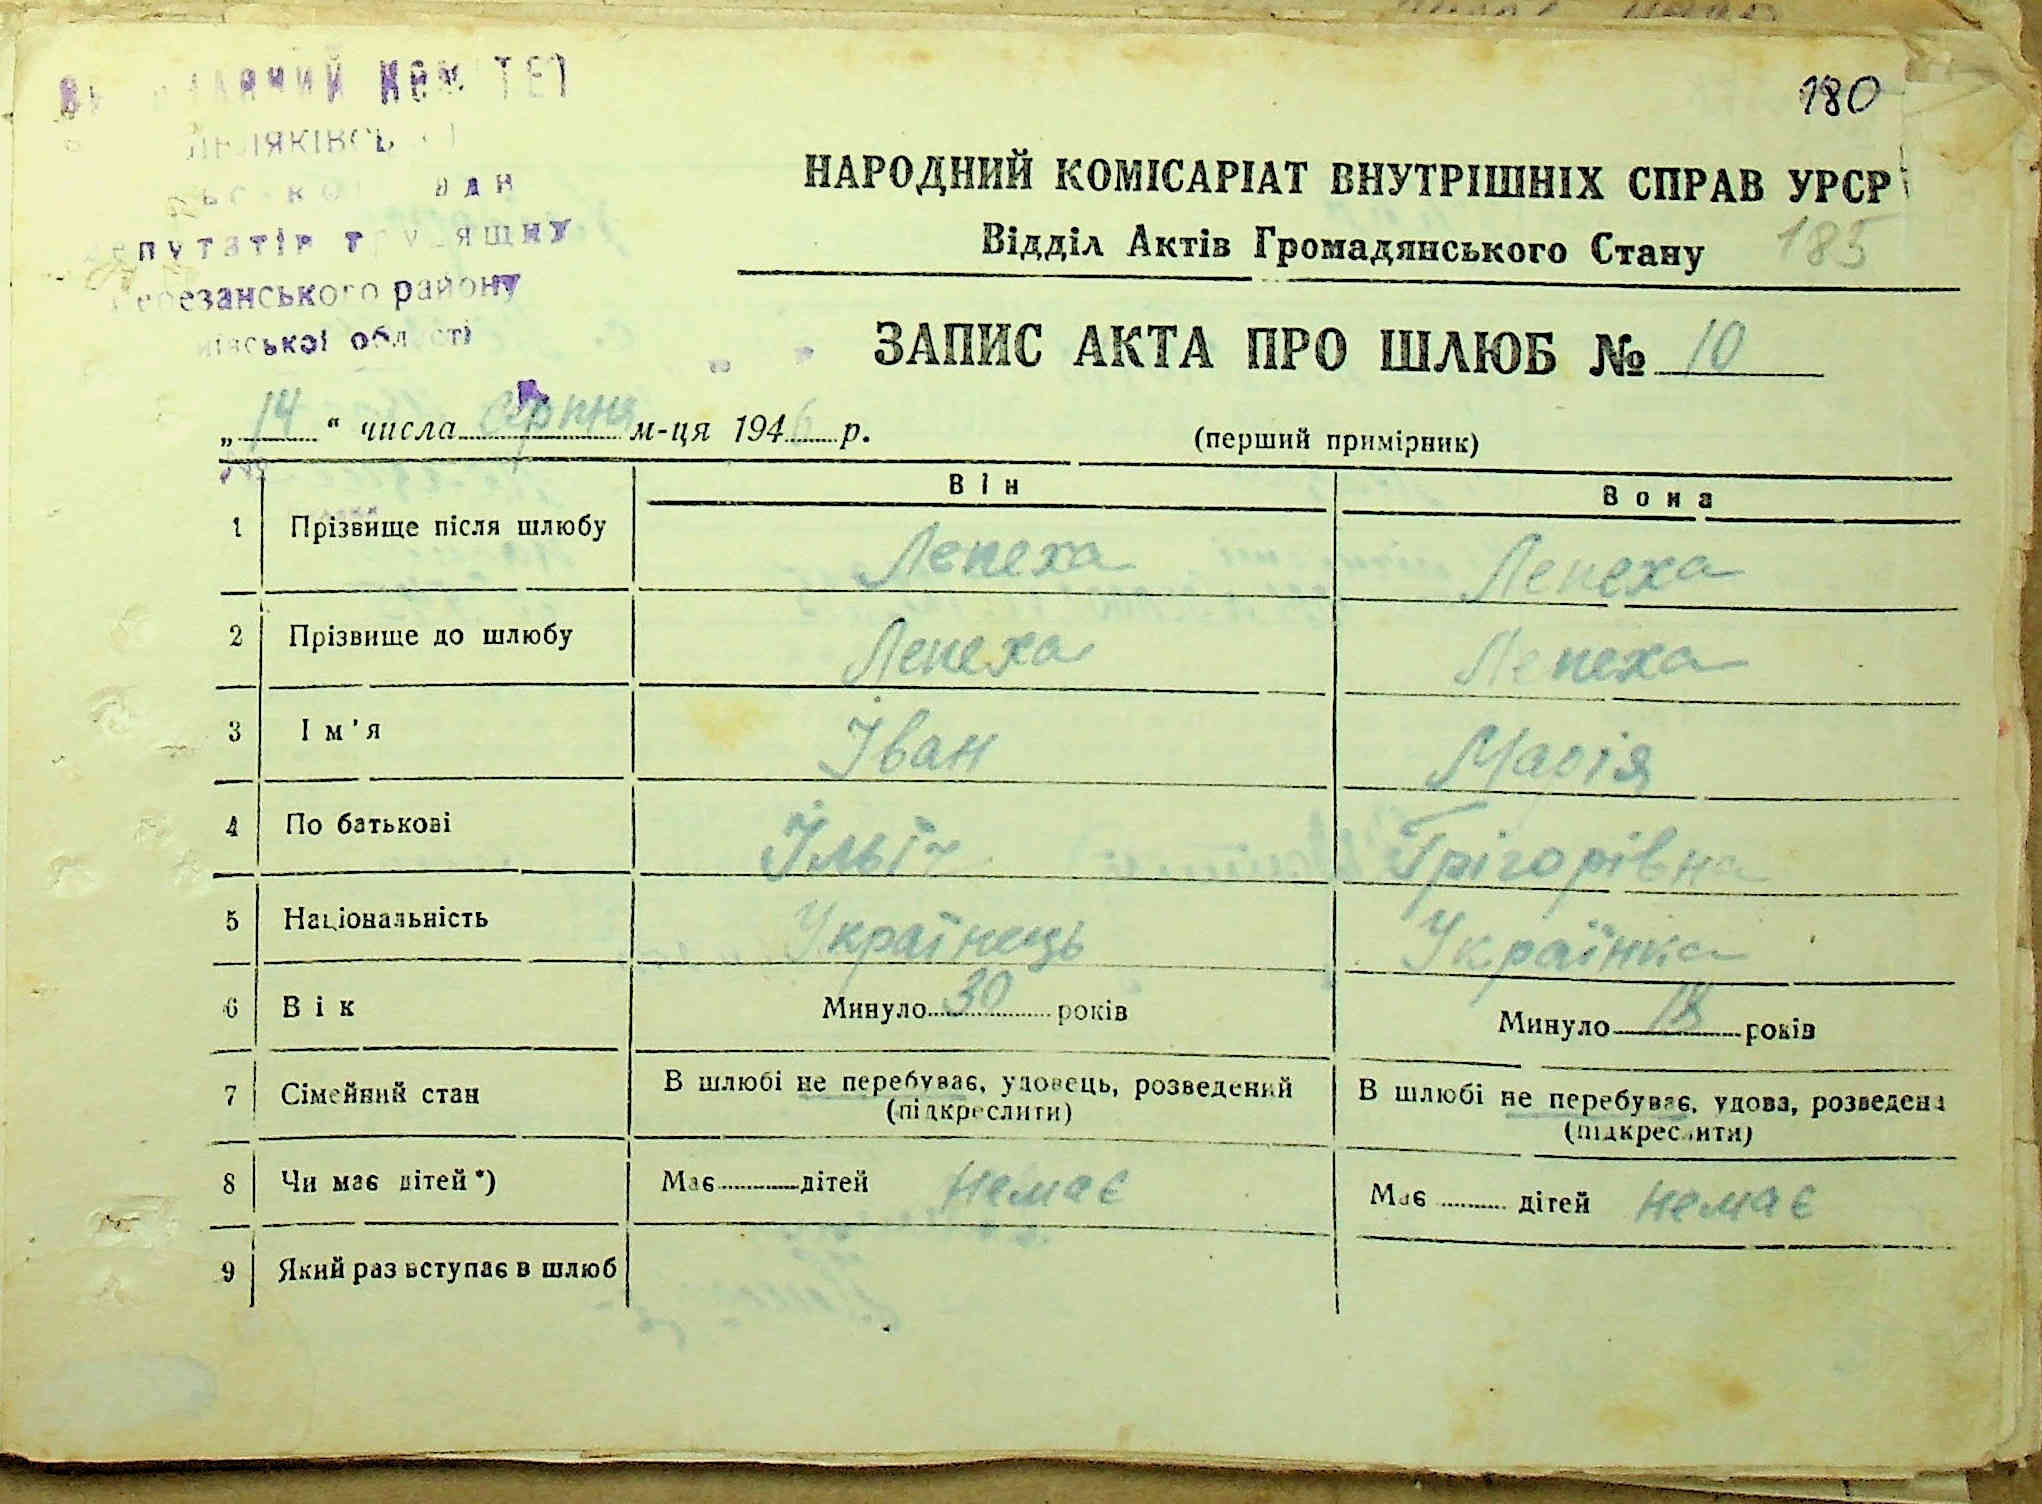 180
НАРОДНИЙ КОМІСАРІАТ ВНУТРІШНІХ СПРАВ УРСР
Відділ Актів Громадянського Стану 185
району
області
ЗАПИС АКТА ПРО ШЛЮБ № 10
„ 14 “ числа серпня м-ця 1946 р.
(перший примірник)
Він Вона
1 Прізвище після шлюбу Лепеха Лепеха
2 Прізвище до шлюбу Лепеха Лепеха
3 Ім'я Іван Марія
4 По батькові Ільіч Грігорівна
5 Національність Українець Українка
6 Вік Минуло 30 років Минуло 18 років
7 Сімейний стан В шлюбі не перебуває, удовець, розведений В шлюбі не перебуває, удова, розведена
(підкреслити) (підкреслити)
8 Чи має дітей *) Має дітей немає Має дітей немає
9 Який раз вступає в шлюб